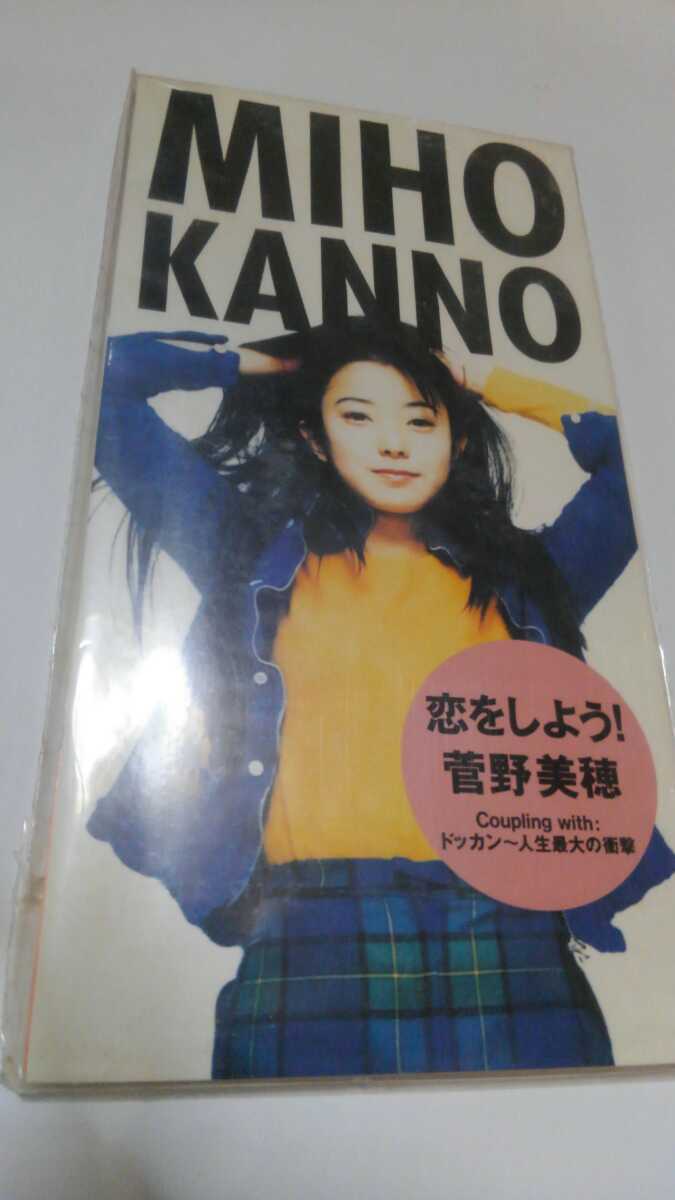 MIHO
KANNO
恋をしよう!
菅野美穂
Coupling with:
ドッカン〜人生最大の衝撃